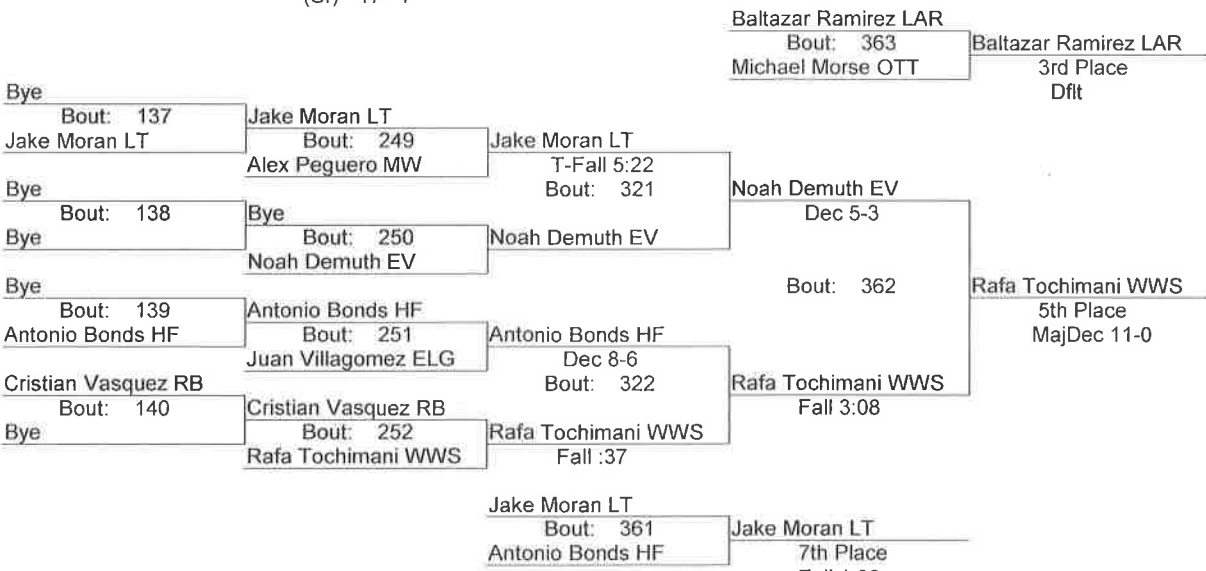 Baltazar Ramirez LAR
Bout: 363
Michael Morse OTT
Baltazar Ramirez LAR
3rd Place
Dflt
Bye
Bout: 137
Jake Moran LT
Bye
Bout: 138
Bye
Bye
Bout: 139
Antonio Bonds HF
Cristian Vasquez RB
Bout: 140
Bye
Jake Moran LT
Bout: 249
Alex Peguero MW
Bye
Bout: 250
Noah Demuth EV
Antonio Bonds HF
Bout: 251
Juan Villagomez ELG
Cristian Vasquez RB
Bout: 252
Rafa Tochimani WWS
Jake Moran LT
T-Fall 5:22
Bout: 321
Noah Demuth EV
Antonio Bonds HF
Dec 8-6
Bout: 322
Rafa Tochimani WWS
Fall :37
Noah Demuth EV
Dec 5-3
Bout: 362
Rafa Tochimani WWS
Fall 3:08
Rafa Tochimani WWS
5th Place
MajDec 11-0
Jake Moran LT
Bout: 361
Antonio Bonds HF
Jake Moran LT
7th Place